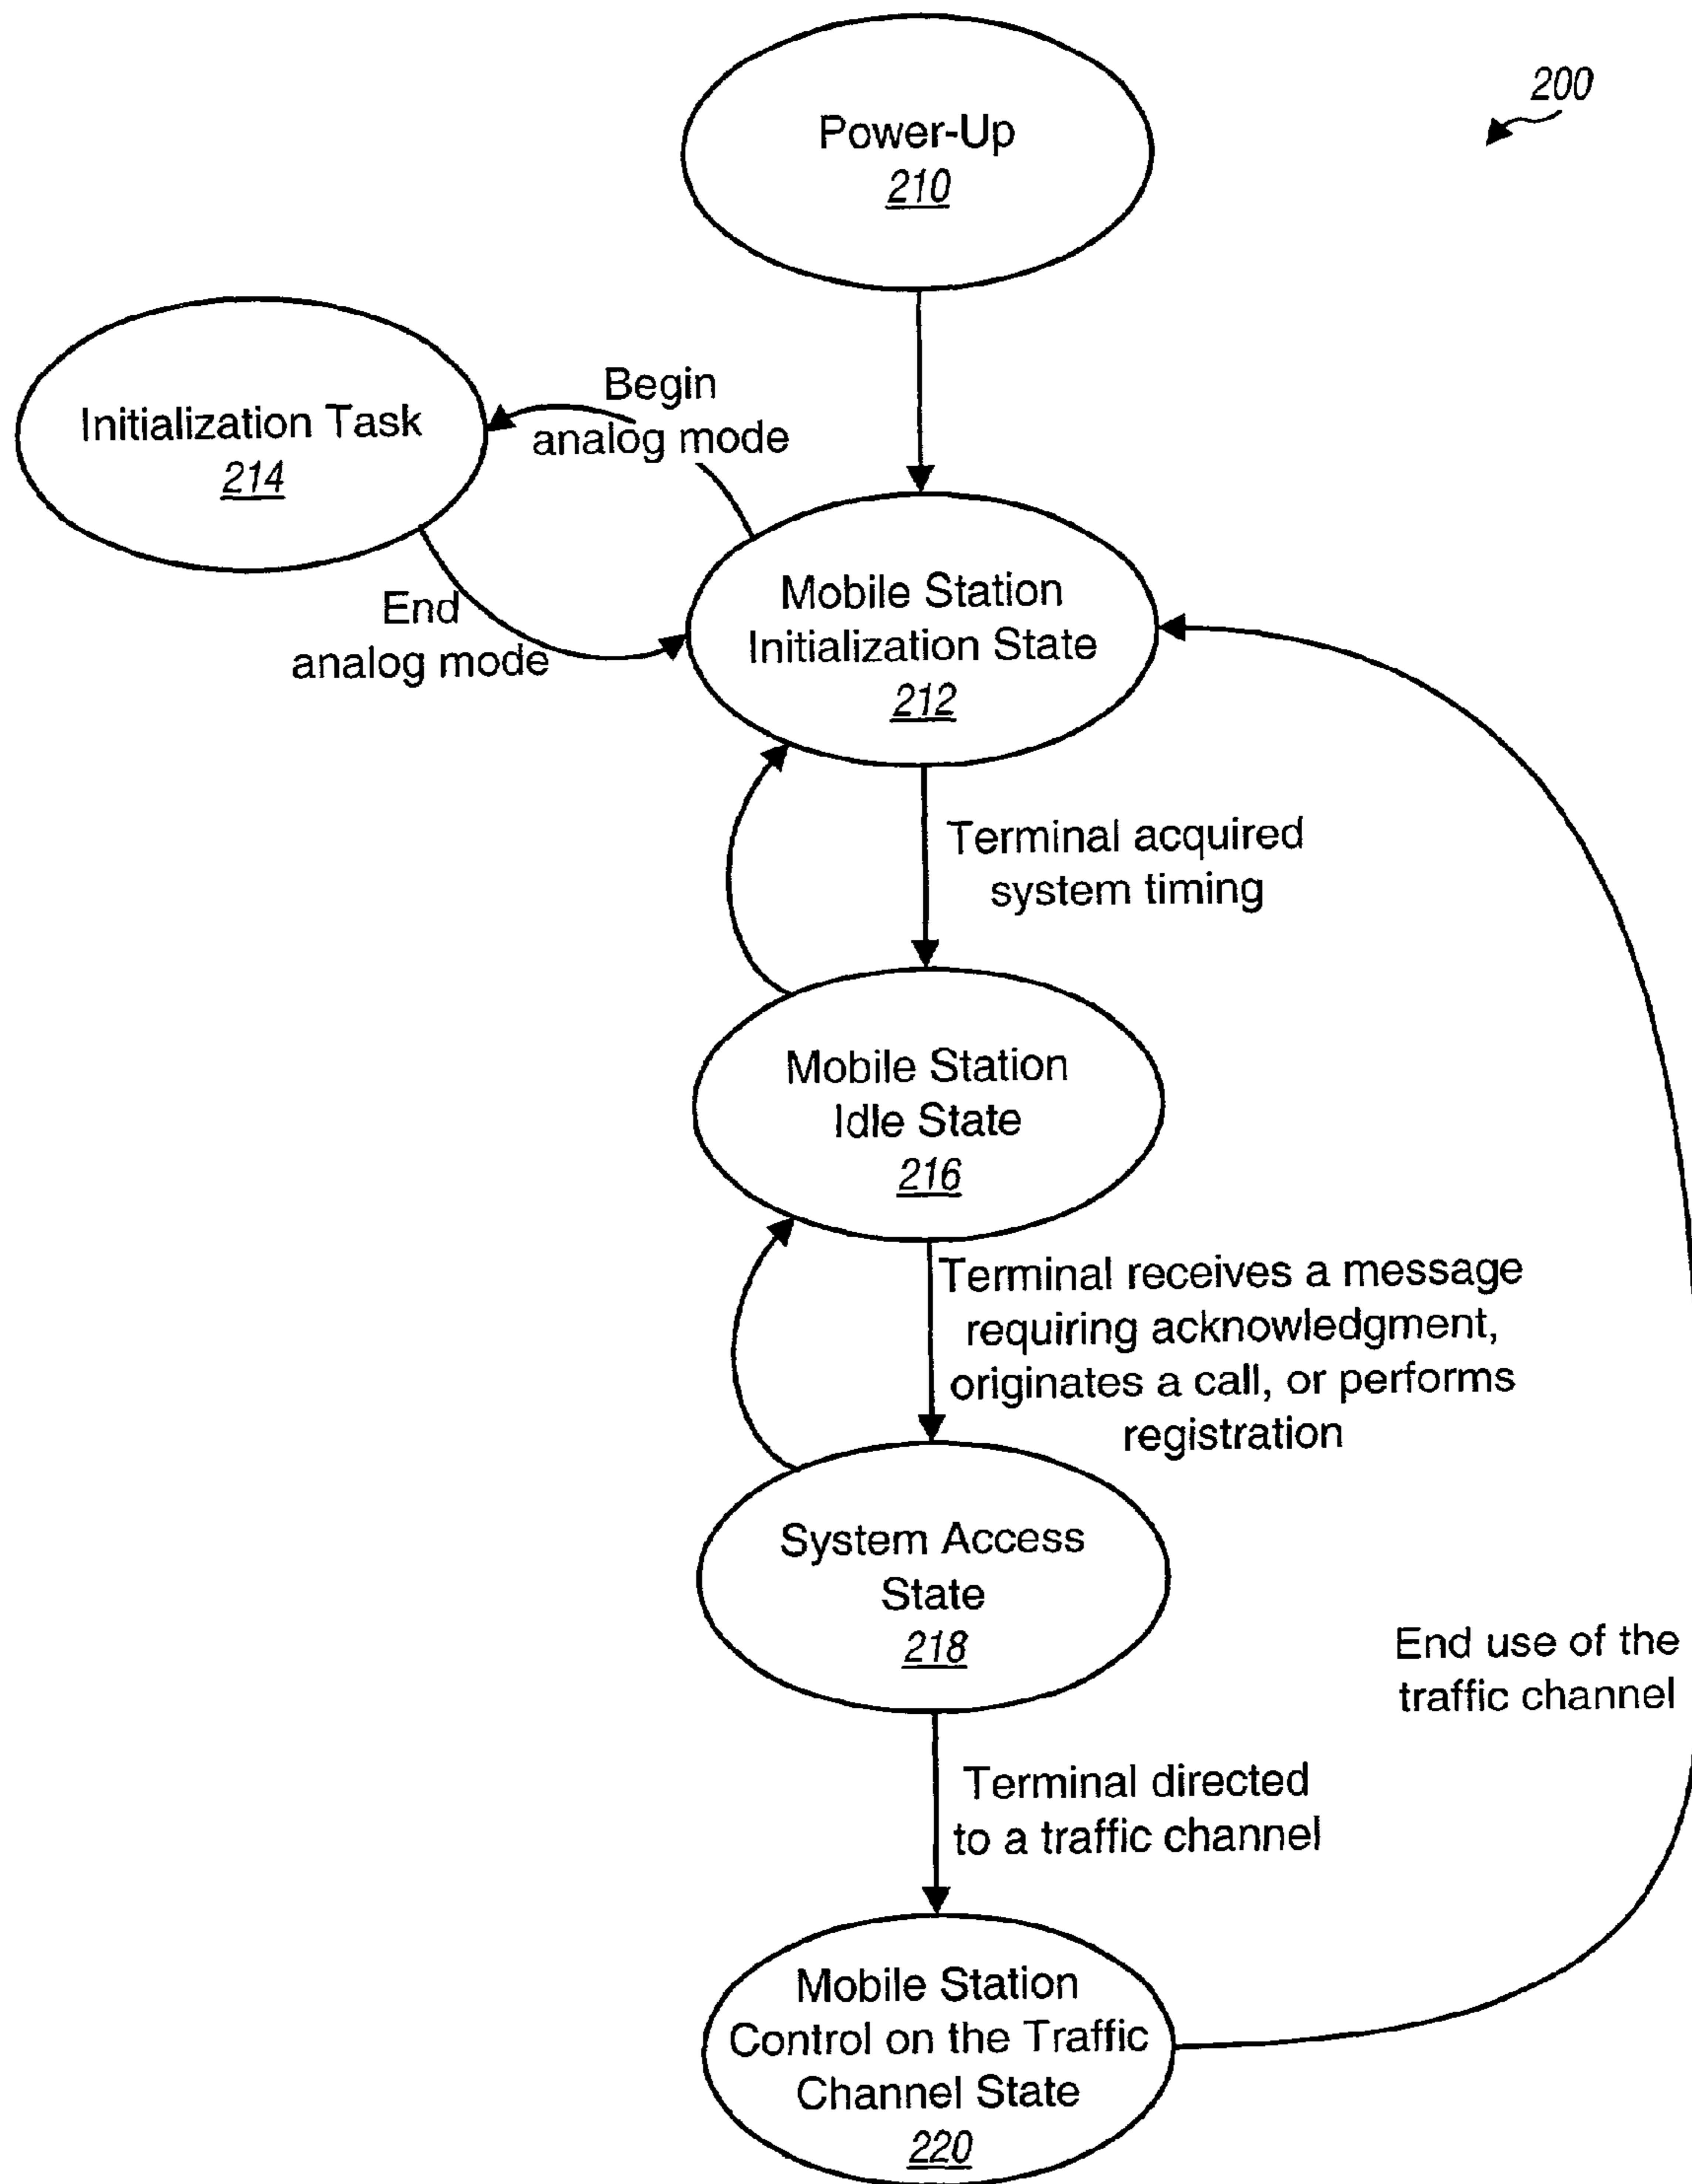 200
Power-Up
210
Begin
analog mode
Initialization Task
214
End
analog mode
Mobile Station
Initialization State
212
Terminal acquired
system timing
Mobile Station
Idle State
216
Terminal receives a message
requiring acknowledgment,
originates a call, or performs
registration
System Access
State
218
End use of the
traffic channel
Terminal directed
to a traffic channel
Mobile Station
Control on the Traffic
Channel State
220